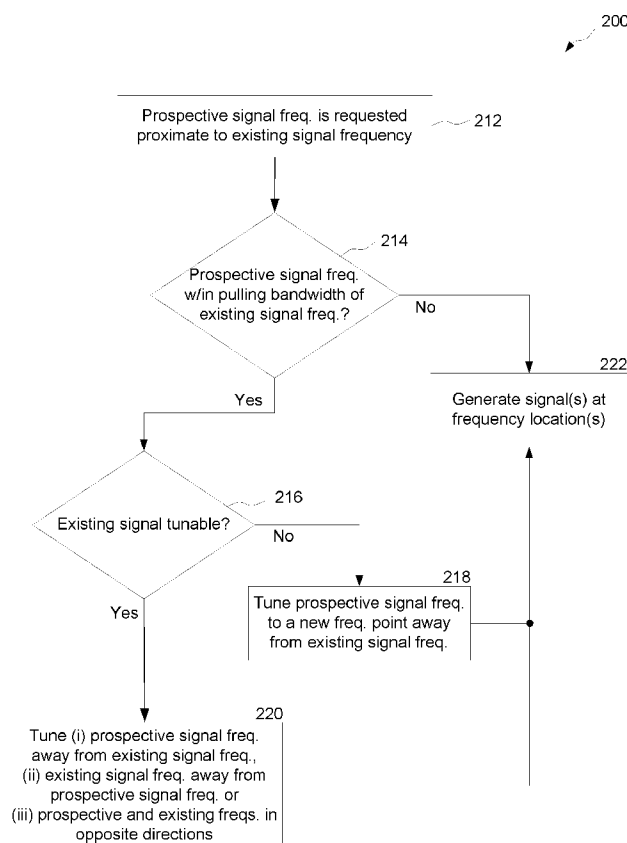 200
Prospective signal freq. is requested
proximate to existing signal frequency
212
214
Prospective signal freq.
w/in pulling bandwidth of
existing signal freq.?
No
Yes
222
Generate signal(s) at
frequency location(s)
216
Existing signal tunable?
No
Yes
218
Tune prospective signal freq.
to a new freq. point away
from existing signal freq.
220
Tune (i) prospective signal freq.
away from existing signal freq.,
(ii) existing signal freq. away from
prospective signal freq. or
(iii) prospective and existing freqs. in
opposite directions